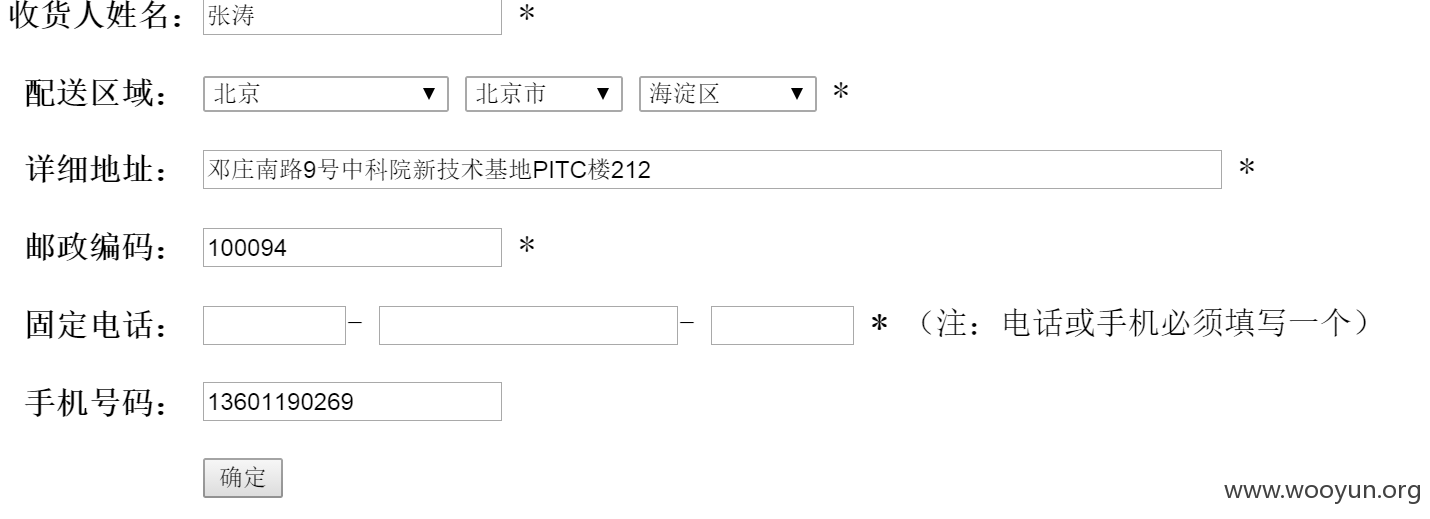 收货人姓名： 张涛 *
配送区域： 北京 ▼ 北京市 ▼ 海淀区 ▼ *
详细地址： 邓庄南路9号中科院新技术基地PITC楼212 *
邮政编码： 100094 *
固定电话： - - * （注：电话或手机必须填写一个）
手机号码： 13601190269
确定
www.wooyun.org